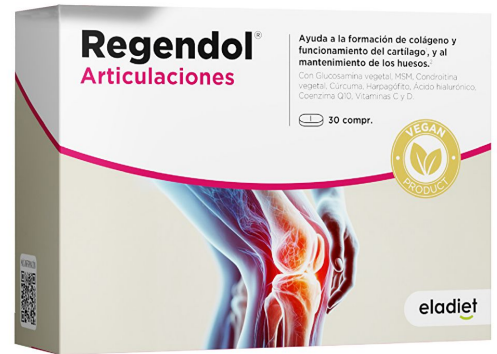 Regendol®
Articulaciones
Ayuda a la formación de colágeno y
funcionamiento del cartílago, y al
mantenimiento de los huesos.
Con Glucosamina vegetal, MSM, Condroitina
vegetal, Cúrcuma, Harpagófito, Ácido hialurónico,
Coenzima Q10, Vitaminas C y D.
30 compr.
VEGAN
PRODUCT
eladiet